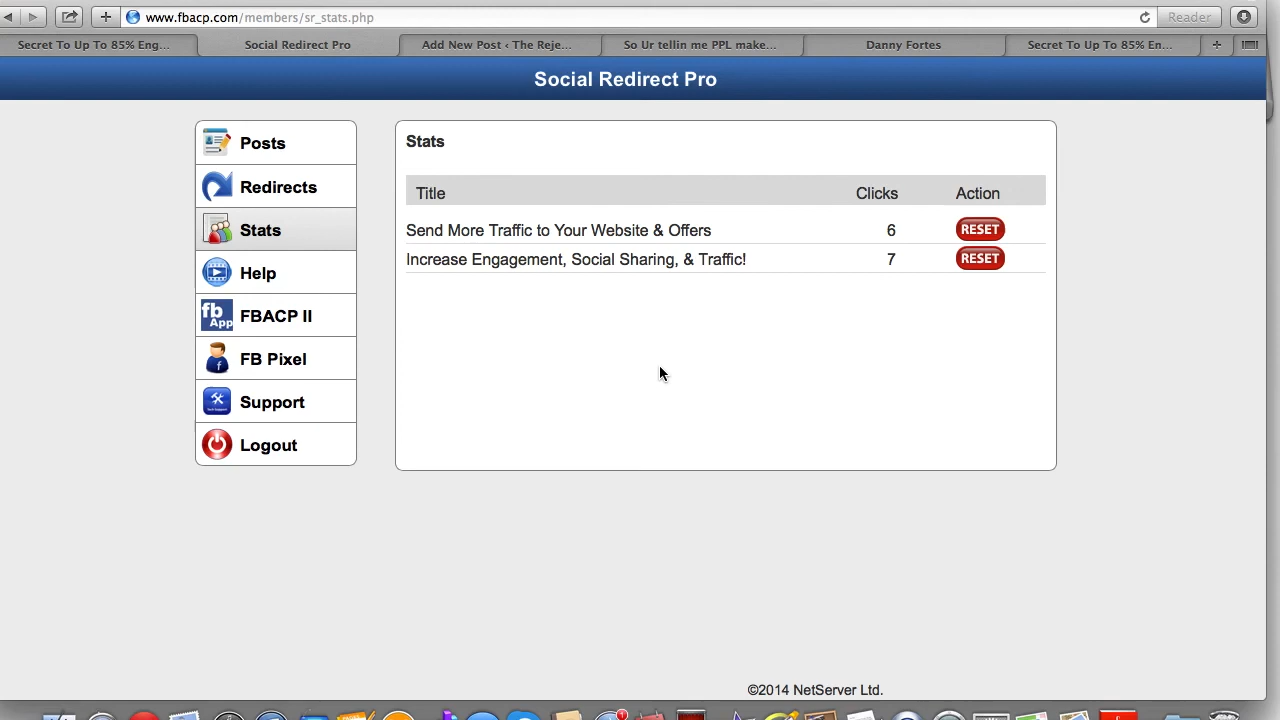 www.fbacp.com/members/sr_stats.php
Reader
Secret To Up To 85% Eng...
Social Redirect Pro
Add New Post ‹ The Reje...
So Ur tellin me PPL make...
Danny Fortes
Secret To Up To 85% En...
Social Redirect Pro
Posts
Redirects
Stats
Help
fb App FBACP II
FB Pixel
Support
Logout
Stats
Title Clicks Action
Send More Traffic to Your Website & Offers 6 RESET
Increase Engagement, Social Sharing, & Traffic! 7 RESET
©2014 NetServer Ltd.